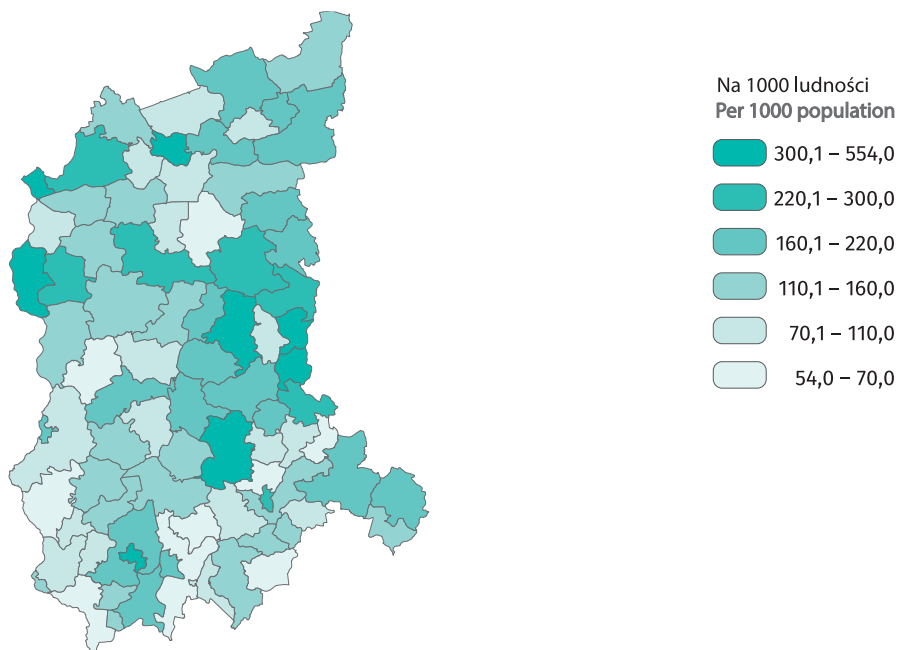 Na 1000 ludności
Per 1000 population
300,1 – 554,0
220,1 – 300,0
160,1 – 220,0
110,1 – 160,0
70,1 – 110,0
54,0 – 70,0